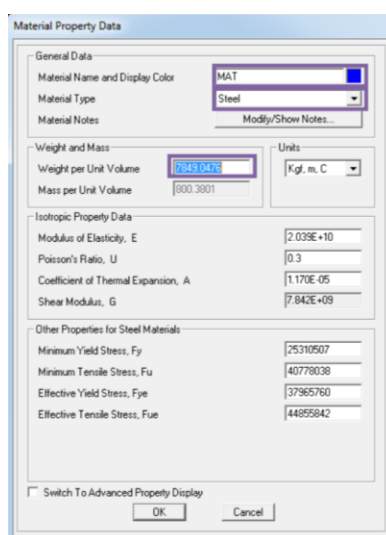 Material Property Data
General Data
Material Name and Display Color MAT
Material Type Steel
Material Notes Modify/Show Notes...
Weight and Mass Units
Weight per Unit Volume 7849.0476 Kgf, m, C
Mass per Unit Volume 800.3801
Isotropic Property Data
Modulus of Elasticity, E 2.039E+10
Poisson's Ratio, U 0.3
Coefficient of Thermal Expansion, A 1.170E-05
Shear Modulus, G 7.842E+09
Other Properties for Steel Materials
Minimum Yield Stress, Fy 25310507
Minimum Tensile Stress, Fu 40778038
Effective Yield Stress, Fye 37965760
Effective Tensile Stress, Fue 44855842
Switch To Advanced Property Display
OK Cancel